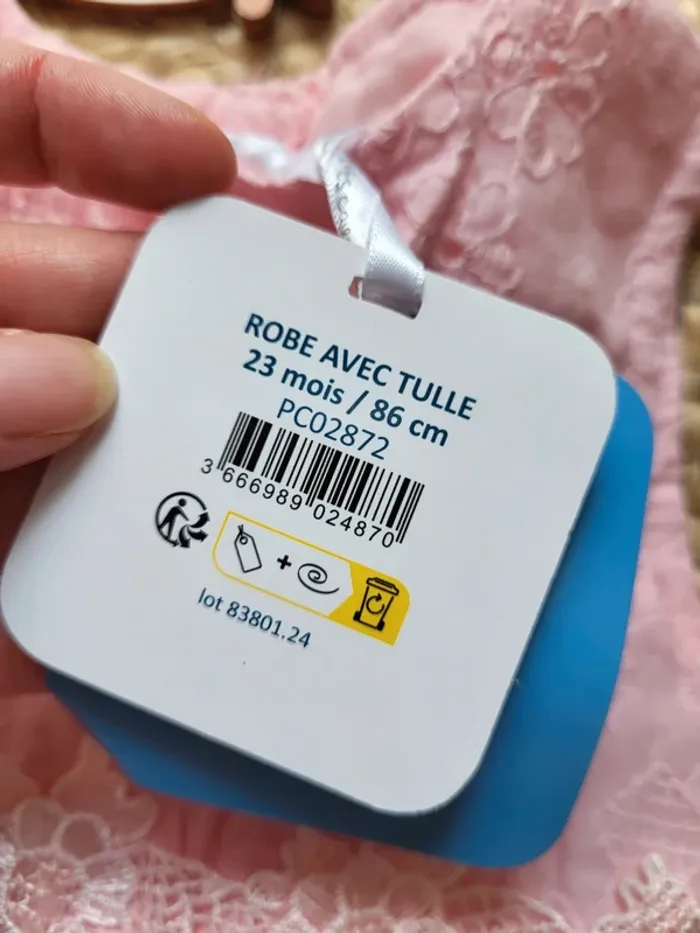 ROBE AVEC TULLE
23 mois / 86 cm
PC02872
3 666989 024870
lot 83801.24